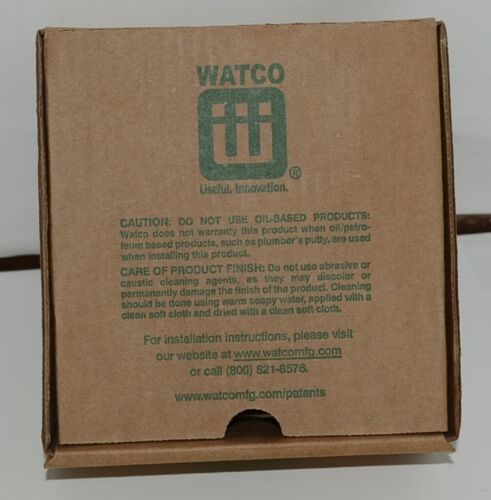 WATCO
®
Useful. Innovation.
CAUTION: DO NOT USE OIL-BASED PRODUCTS:
Watco does not warranty this product when oil/petro-
leum based products, such as plumber's putty, are used
when installing this product.
CARE OF PRODUCT FINISH: Do not use abrasive or
caustic cleaning agents, as they may discolor or
permanantly damage the finish of the product. Cleaning
should be done using warm soapy water, applied with a
clean soft cloth and dried with a clean soft cloth.
For installation instructions, please visit
our website at www.watcomfg.com
or call (800) 821-8576.
www.watcomfg.com/patents